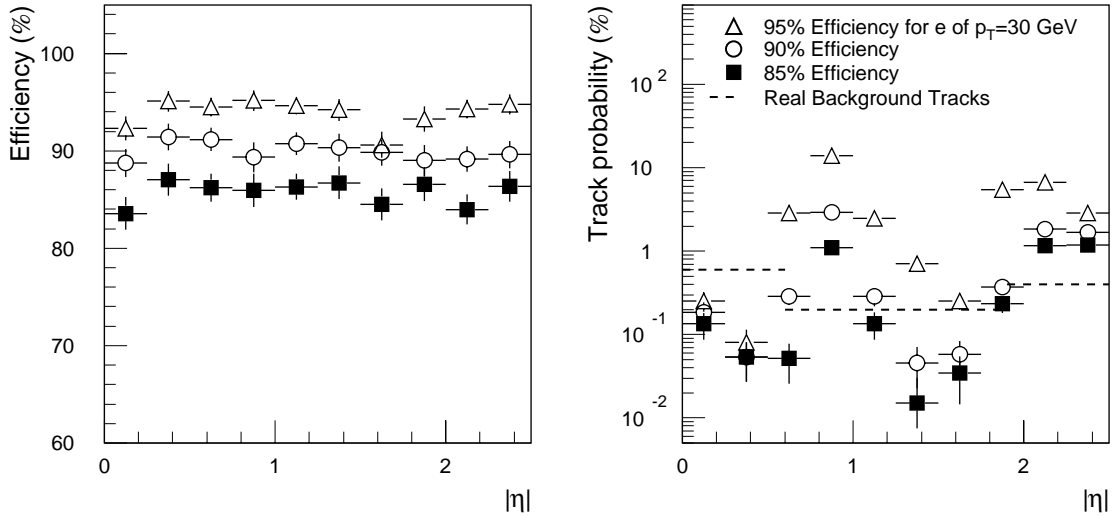 Efficiency (%)
100
90
80
70
60
0
1
2
|η|
Track probability (%)
△ 95% Efficiency for e of p_T=30 GeV
○ 90% Efficiency
■ 85% Efficiency
Real Background Tracks
10^2
10
1
10^-1
10^-2
0
1
2
|η|